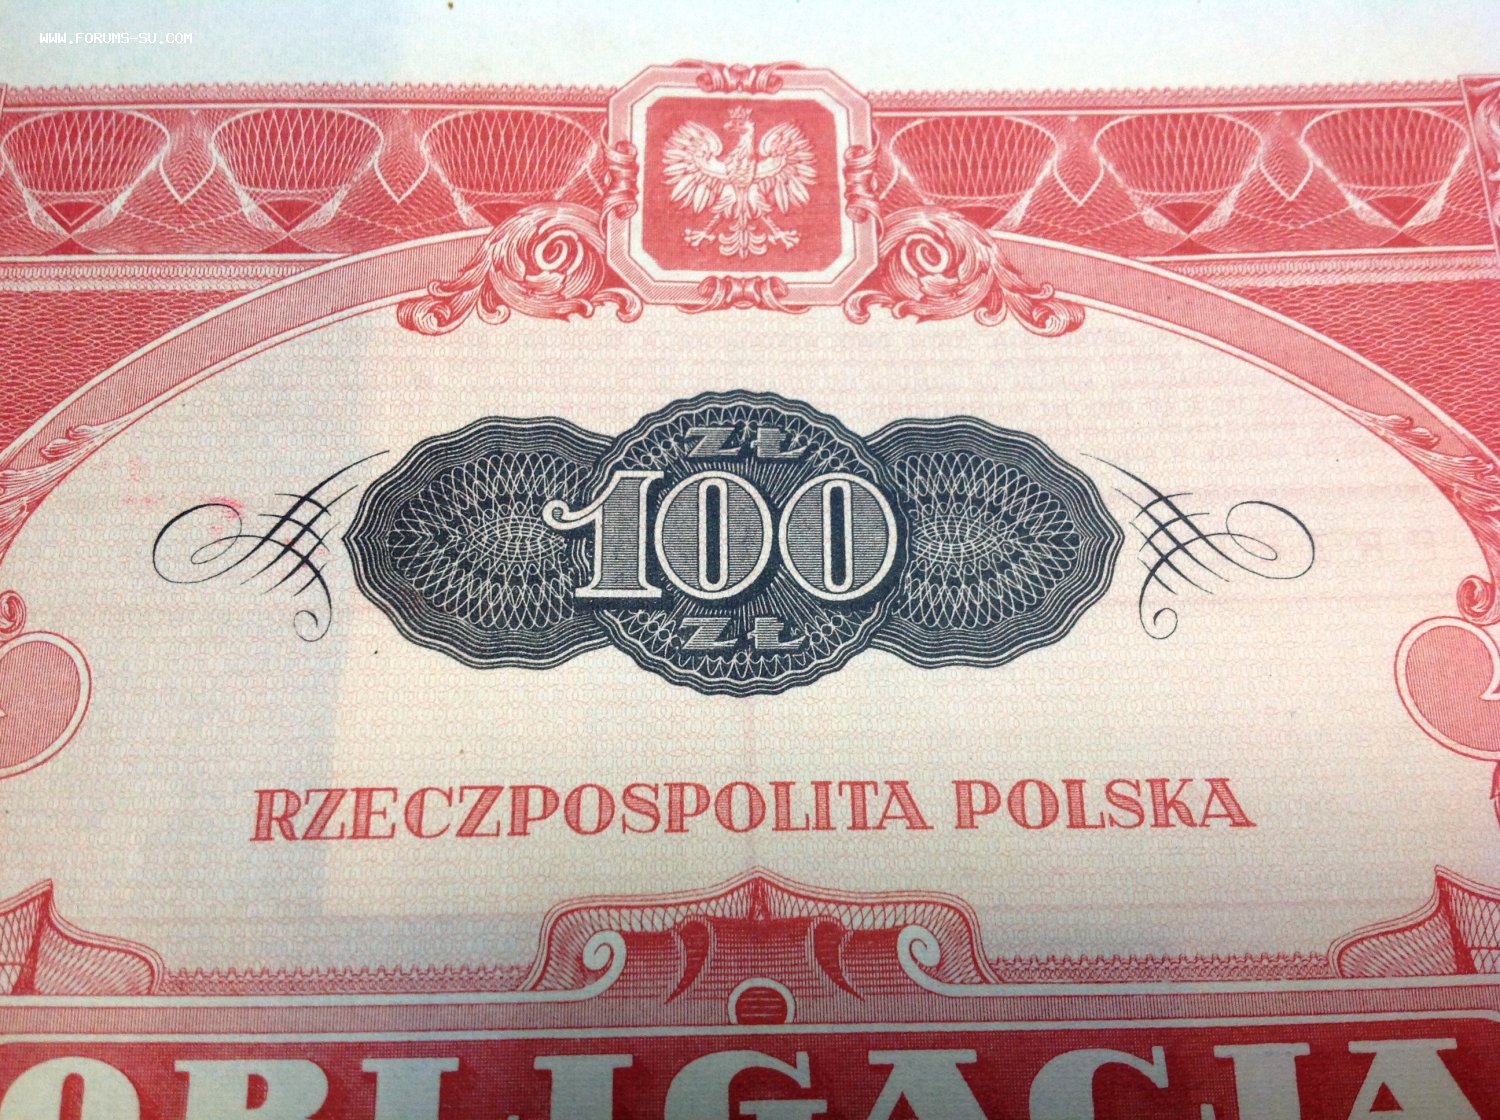 WWW.FORUMS-SU.COM
ZŁ
100
ZŁ
RZECZPOSPOLITA POLSKA
OBLIGACJA